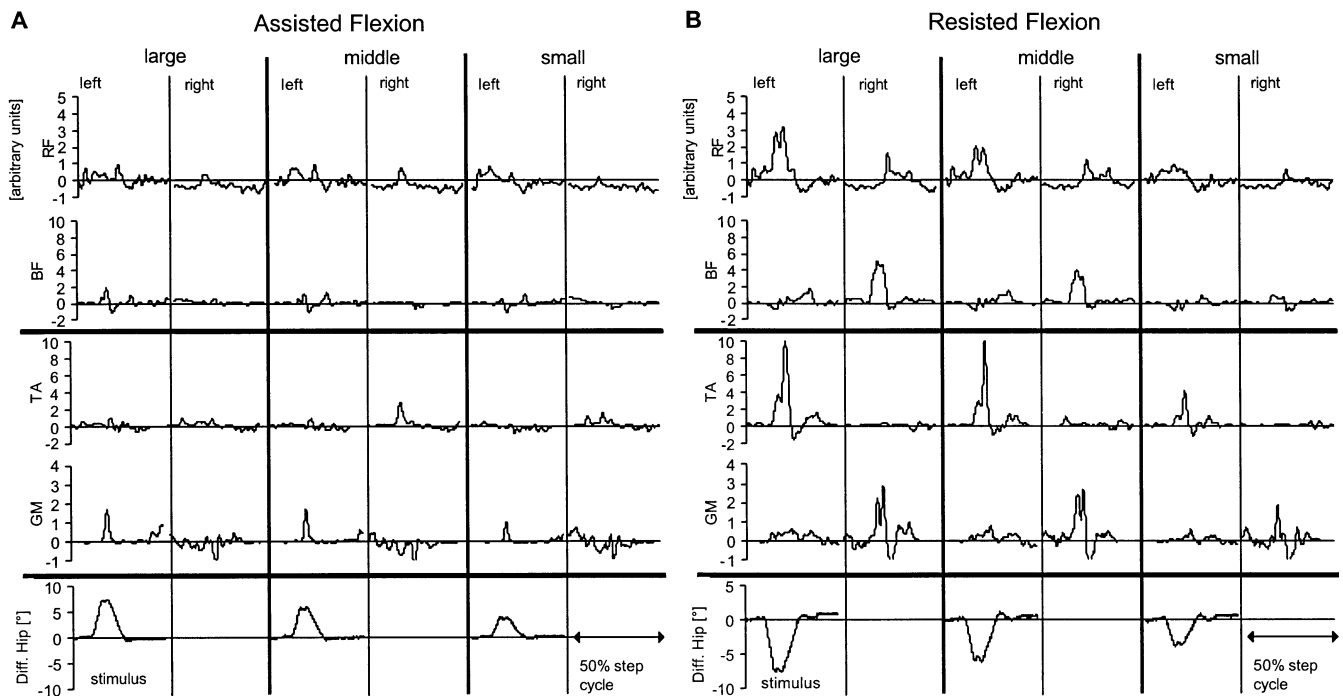 A
Assisted Flexion
large
middle
small
left
right
left
right
left
right
[arbitrary units]
RF
5
4
3
2
1
0
-1
BF
10
8
6
4
2
0
-2
TA
10
8
6
4
2
0
-2
GM
4
3
2
1
0
-1
Diff. Hip [°]
10
5
0
-5
-10
stimulus
50% step
cycle
B
Resisted Flexion
large
middle
small
left
right
left
right
left
right
[arbitrary units]
RF
5
4
3
2
1
0
-1
BF
10
8
6
4
2
0
-2
TA
10
8
6
4
2
0
-2
GM
4
3
2
1
0
-1
Diff. Hip [°]
5
0
-5
-10
stimulus
50% step
cycle